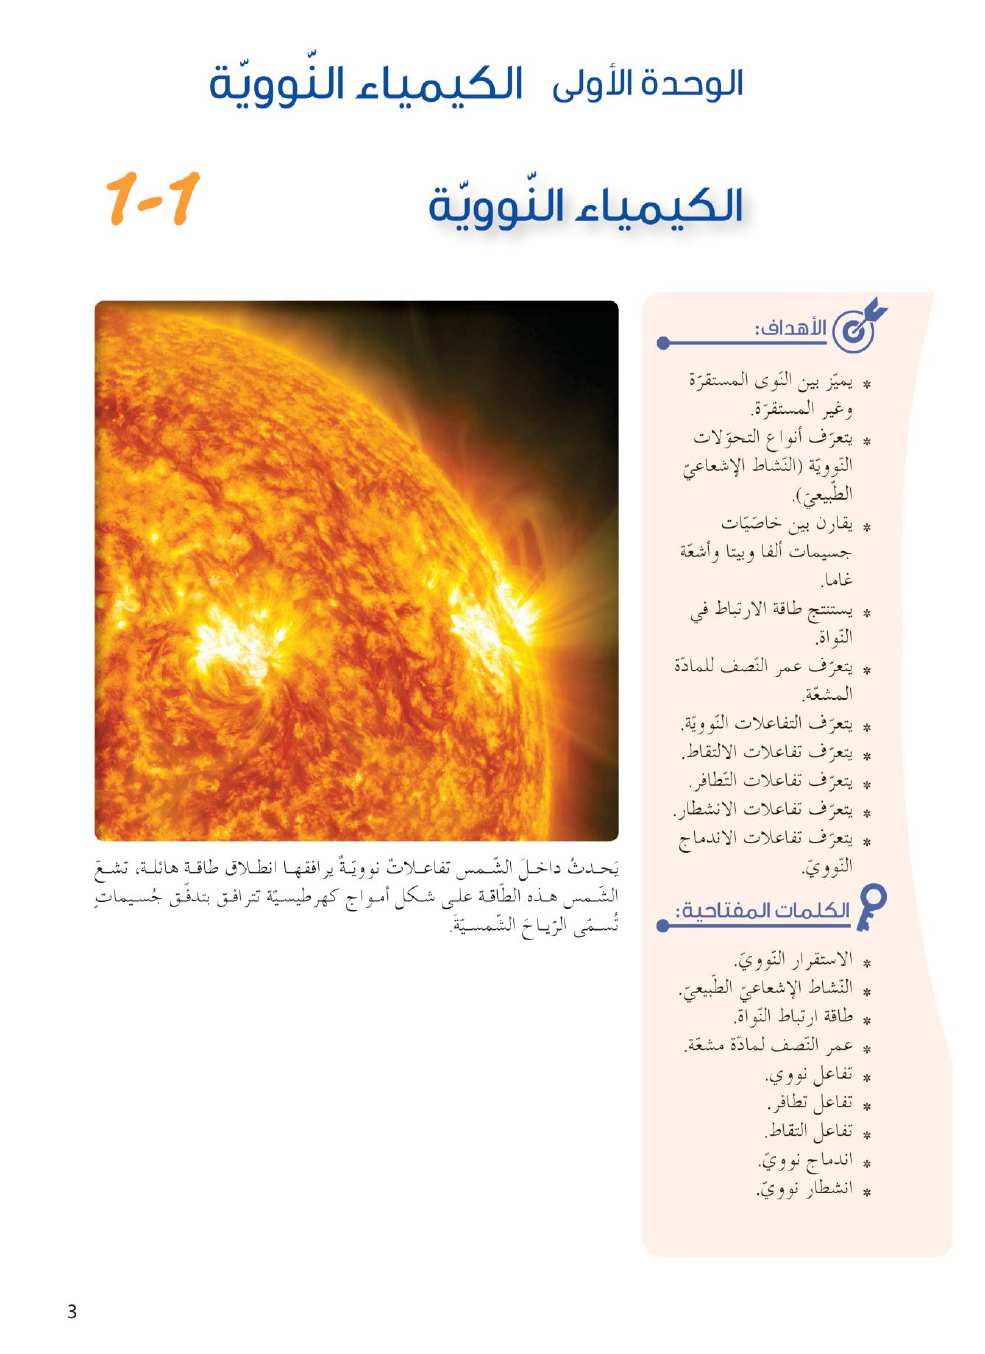 الوحدة الأولى الكيمياء النّوويّة
الكيمياء النّوويّة 1-1
الأهداف:
* يميّز بين النّوى المستقرّة
وغير المستقرّة.
* يتعرّف أنواع التحوّلات
النّوويّة (النّشاط الإشعاعيّ
الطّبيعيّ).
* يقارن بين خاصّيّات
جسيمات ألفا وبيتا وأشعّة
غاما.
* يستنتج طاقة الارتباط في
النّواة.
* يتعرّف عمر النّصف للمادّة
المشعّة.
* يتعرّف التفاعلات النّوويّة.
* يتعرّف تفاعلات الالتقاط.
* يتعرّف تفاعلات التّطافر.
* يتعرّف تفاعلات الانشطار.
* يتعرّف تفاعلات الاندماج
النّوويّ.
الكلمات المفتاحية:
* الاستقرار النّوويّ.
* النّشاط الإشعاعيّ الطّبيعيّ.
* طاقة ارتباط النّواة.
* عمر النّصف لمادّة مشعّة.
* تفاعل نووي.
* تفاعل تطافر.
* تفاعل التقاط.
* اندماج نوويّ.
* انشطار نوويّ.
يَحدثُ داخلَ الشّمس تفاعلاتٌ نوويّةٌ يرافقها انطلاق طاقة هائلة، تشعّ
الشّمس هذه الطّاقة على شكل أمواج كهرطيسيّة تترافق بتدفّق جُسيماتٍ
تُسمّى الرّياحَ الشّمسيّةَ.
3